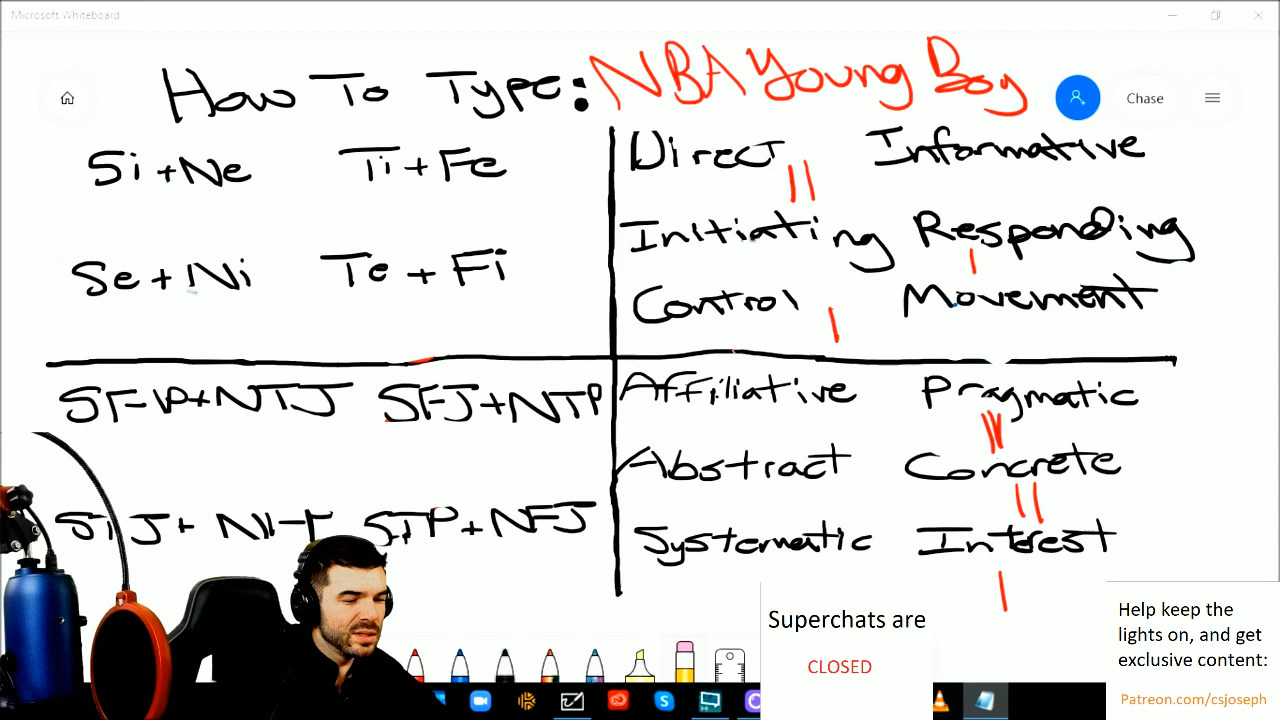 Microsoft Whiteboard
How To Type: NBA Young Boy
Chase
Si + Ne Ti + Fe
Se + Ni Te + Fi
Direct Informative
Initiating Responding
Control Movement
SFP + NTJ SFJ + NTP
STJ + NFP STP + NFJ
Affiliative Pragmatic
Abstract Concrete
Systematic Interest
Superchats are
CLOSED
Help keep the
lights on, and get
exclusive content:
Patreon.com/csjoseph